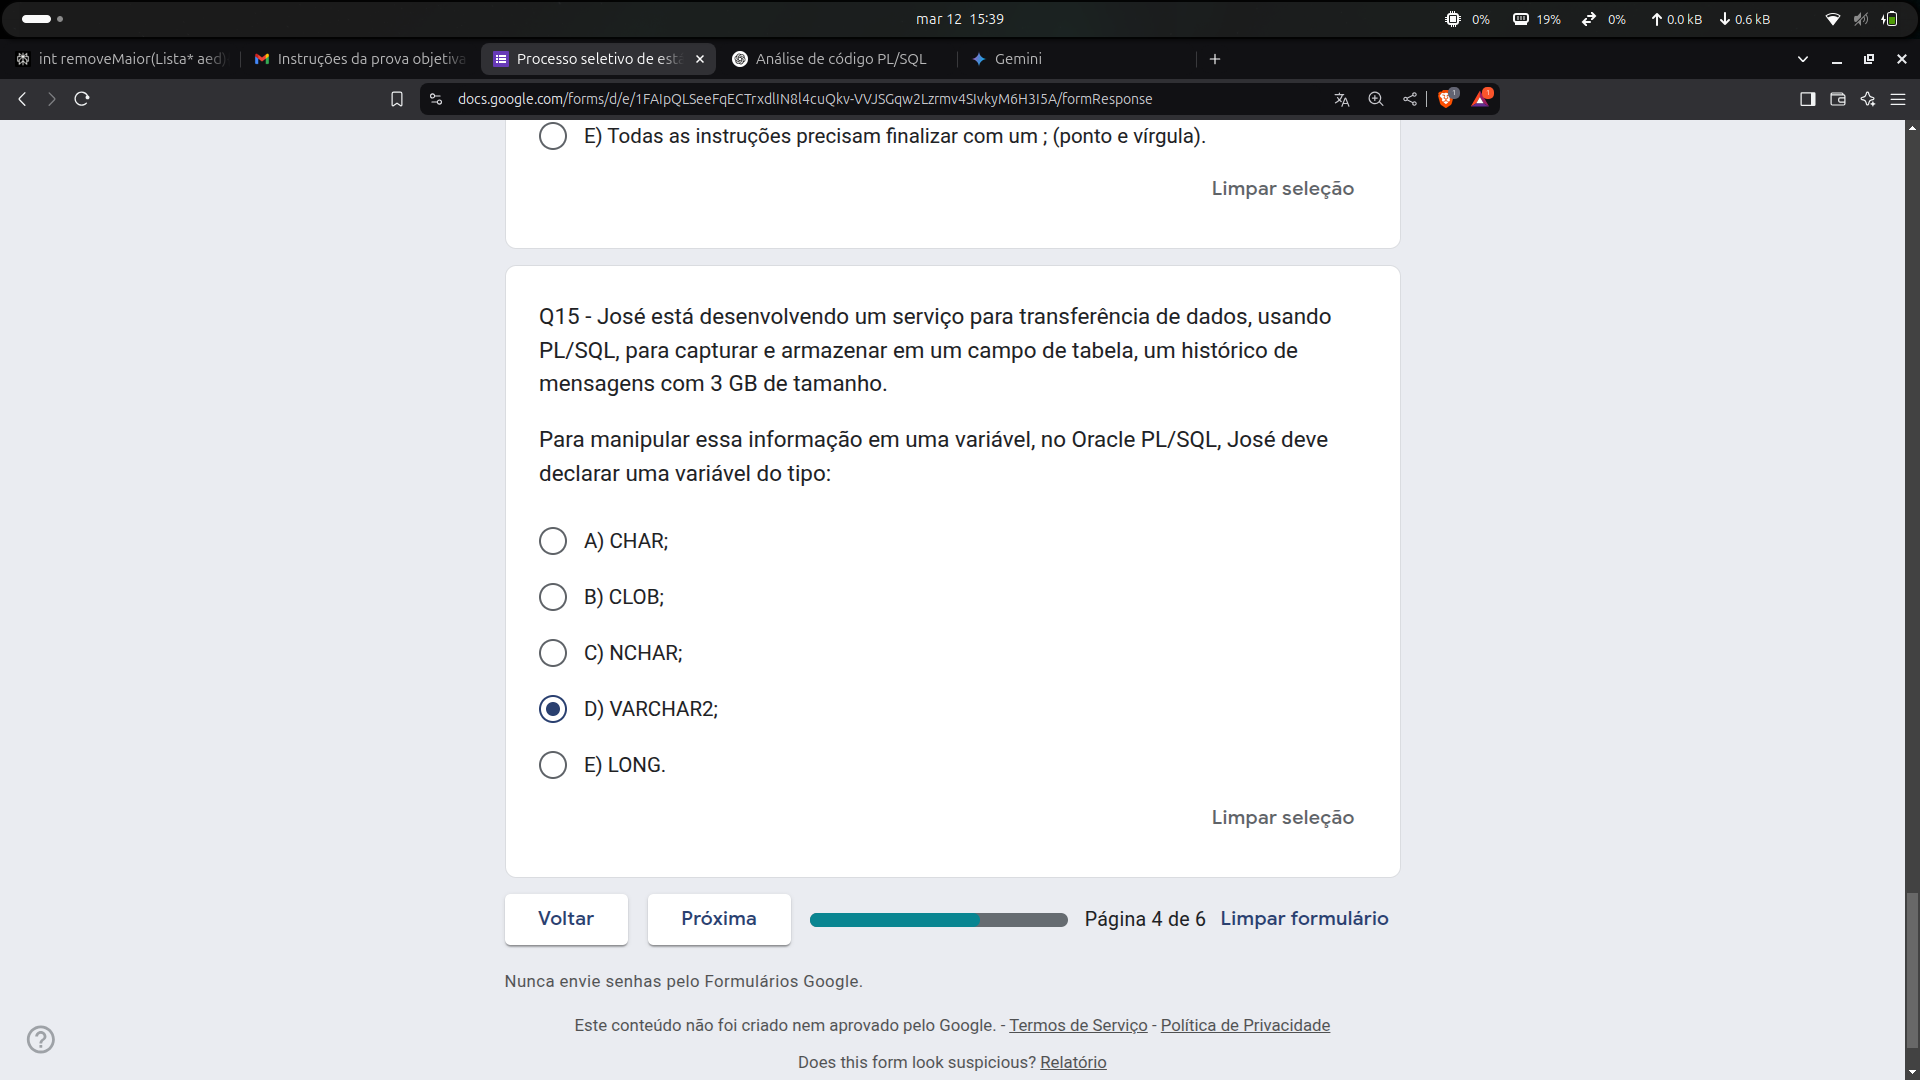 mar 12 15:39
0%
19%
0%
0.0 kB
0.6 kB
int removeMaior(Lista* aed)
Instruções da prova objetiva
Processo seletivo de está
Análise de código PL/SQL
Gemini
docs.google.com/forms/d/e/1FAIpQLSeeFqECTrxdlIN8l4cuQkv-VVJSGqw2Lzrmv4SIvkyM6H3I5A/formResponse
1
1
E) Todas as instruções precisam finalizar com um ; (ponto e vírgula).
Limpar seleção
Q15 - José está desenvolvendo um serviço para transferência de dados, usando
PL/SQL, para capturar e armazenar em um campo de tabela, um histórico de
mensagens com 3 GB de tamanho.
Para manipular essa informação em uma variável, no Oracle PL/SQL, José deve
declarar uma variável do tipo:
A) CHAR;
B) CLOB;
C) NCHAR;
D) VARCHAR2;
E) LONG.
Limpar seleção
Voltar
Próxima
Página 4 de 6
Limpar formulário
Nunca envie senhas pelo Formulários Google.
Este conteúdo não foi criado nem aprovado pelo Google. - Termos de Serviço - Política de Privacidade
Does this form look suspicious? Relatório